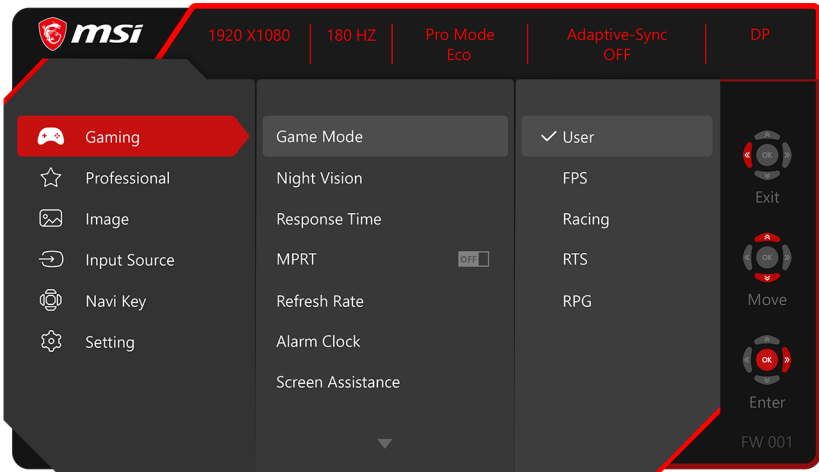 msi
1920 X1080
180 HZ
Pro Mode
Eco
Adaptive-Sync
OFF
DP
Gaming
Professional
Image
Input Source
Navi Key
Setting
Game Mode
Night Vision
Response Time
MPRT
OFF
Refresh Rate
Alarm Clock
Screen Assistance
User
FPS
Racing
RTS
RPG
OK
Exit
OK
Move
OK
Enter
FW 001